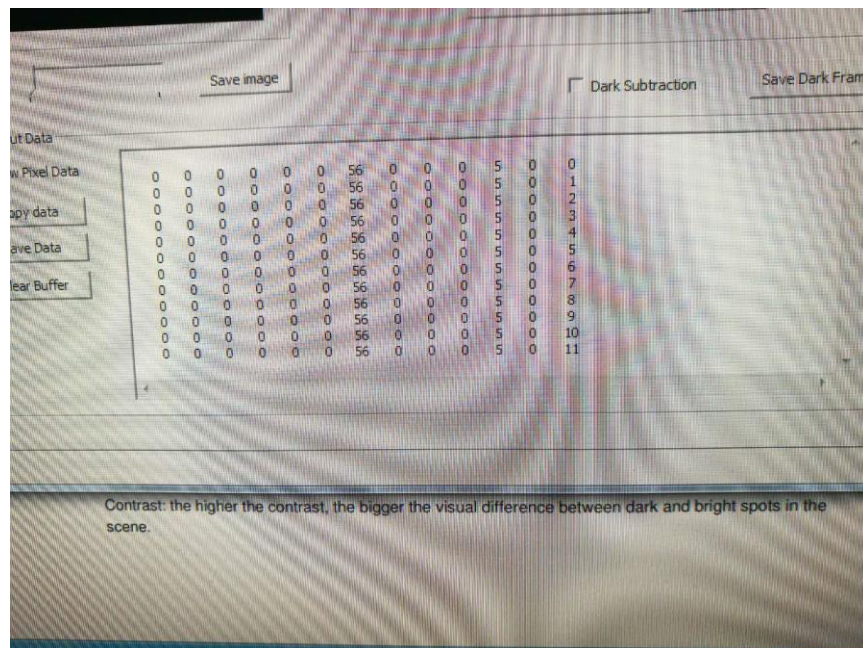 Save image
Dark Subtraction
Save Dark Fram
ut Data
w Pixel Data
opy data
ave Data
lear Buffer
0 0 0 0 0 0 56 0 0 0 5 0 0
0 0 0 0 0 0 56 0 0 0 5 0 1
0 0 0 0 0 0 56 0 0 0 5 0 2
0 0 0 0 0 0 56 0 0 0 5 0 3
0 0 0 0 0 0 56 0 0 0 5 0 4
0 0 0 0 0 0 56 0 0 0 5 0 5
0 0 0 0 0 0 56 0 0 0 5 0 6
0 0 0 0 0 0 56 0 0 0 5 0 7
0 0 0 0 0 0 56 0 0 0 5 0 8
0 0 0 0 0 0 56 0 0 0 5 0 9
0 0 0 0 0 0 56 0 0 0 5 0 10
0 0 0 0 0 0 56 0 0 0 5 0 11
Contrast: the higher the contrast, the bigger the visual difference between dark and bright spots in the
scene.